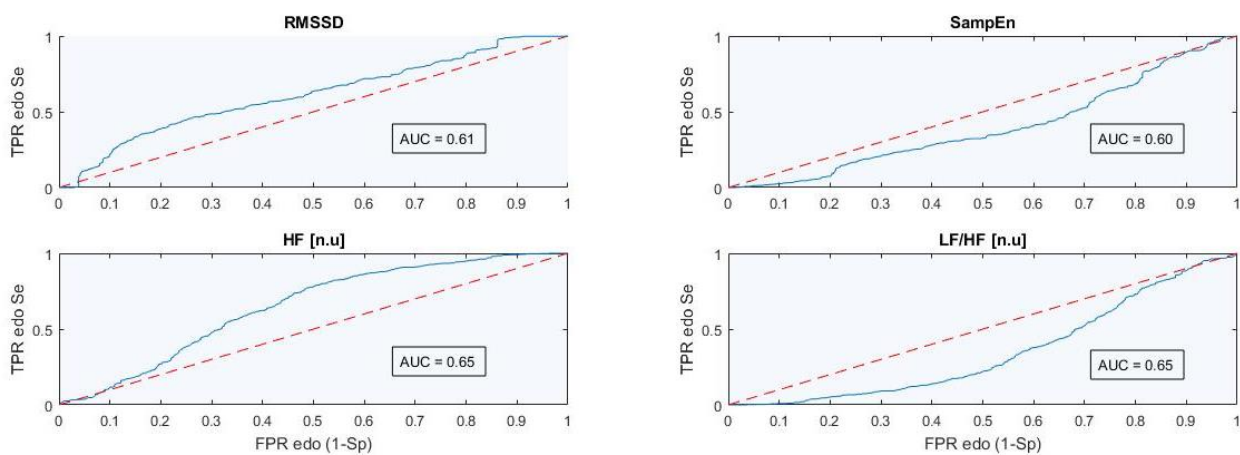 RMSSD
1
0.5
0
TPR edo Se
AUC = 0.61
0 0.1 0.2 0.3 0.4 0.5 0.6 0.7 0.8 0.9 1
SampEn
1
0.5
0
TPR edo Se
AUC = 0.60
0 0.1 0.2 0.3 0.4 0.5 0.6 0.7 0.8 0.9 1
HF [n.u]
1
0.5
0
TPR edo Se
AUC = 0.65
0 0.1 0.2 0.3 0.4 0.5 0.6 0.7 0.8 0.9 1
FPR edo (1-Sp)
LF/HF [n.u]
1
0.5
0
TPR edo Se
AUC = 0.65
0 0.1 0.2 0.3 0.4 0.5 0.6 0.7 0.8 0.9 1
FPR edo (1-Sp)